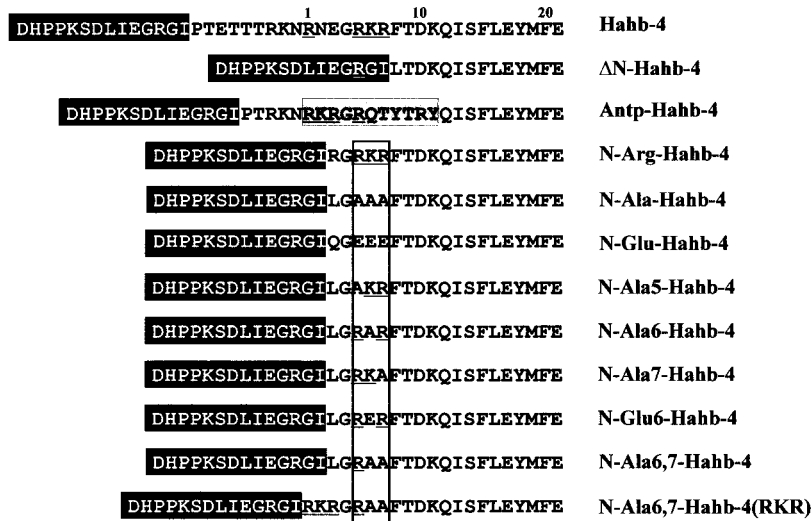 1 10 20
DHPPKSDLIEGRGIPTETTTRKNRNEGRKRFTDKQISFLEYMFE Hahb-4
DHPPKSDLIEGRGILTDKQISFLEYMFE ΔN-Hahb-4
DHPPKSDLIEGRGIPTRKNRKRGRQTYTRYQISFLEYMFE Antp-Hahb-4
DHPPKSDLIEGRGIRGRKRFTDKQISFLEYMFE N-Arg-Hahb-4
DHPPKSDLIEGRGILGAAAFTDKQISFLEYMFE N-Ala-Hahb-4
DHPPKSDLIEGRGIQGEEEFTDKQISFLEYMFE N-Glu-Hahb-4
DHPPKSDLIEGRGILGAKRFTDKQISFLEYMFE N-Ala5-Hahb-4
DHPPKSDLIEGRGILGRARFTDKQISFLEYMFE N-Ala6-Hahb-4
DHPPKSDLIEGRGILGRKAFTDKQISFLEYMFE N-Ala7-Hahb-4
DHPPKSDLIEGRGILGRERFTDKQISFLEYMFE N-Glu6-Hahb-4
DHPPKSDLIEGRGILGRAAFTDKQISFLEYMFE N-Ala6,7-Hahb-4
DHPPKSDLIEGRGIRKRGRAAFTDKQISFLEYMFE N-Ala6,7-Hahb-4(RKR)